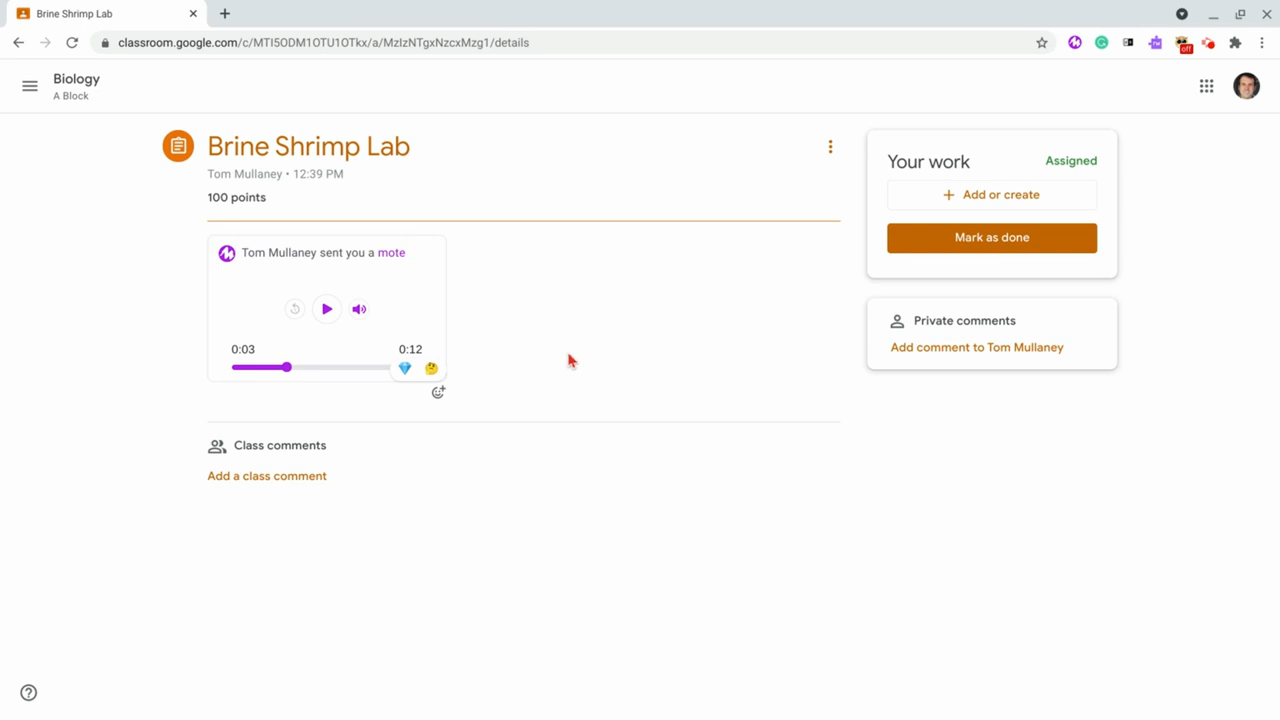 Brine Shrimp Lab
classroom.google.com/c/MTI5ODM1OTU1OTkx/a/MzIzNTgxNzcxMzg1/details
off
Biology
A Block
Brine Shrimp Lab
Tom Mullaney • 12:39 PM
100 points
Tom Mullaney sent you a mote
0:03
0:12
Class comments
Add a class comment
Your work
Assigned
+ Add or create
Mark as done
Private comments
Add comment to Tom Mullaney